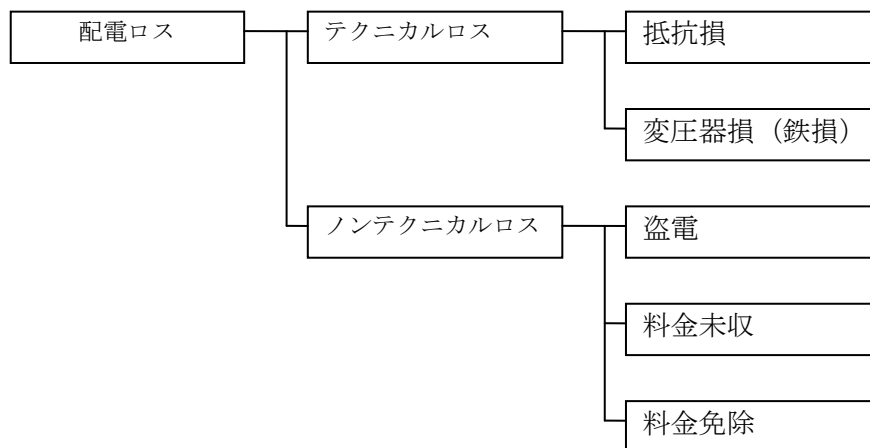 配電ロス
テクニカルロス
抵抗損
変圧器損（鉄損）
ノンテクニカルロス
盗電
料金未収
料金免除